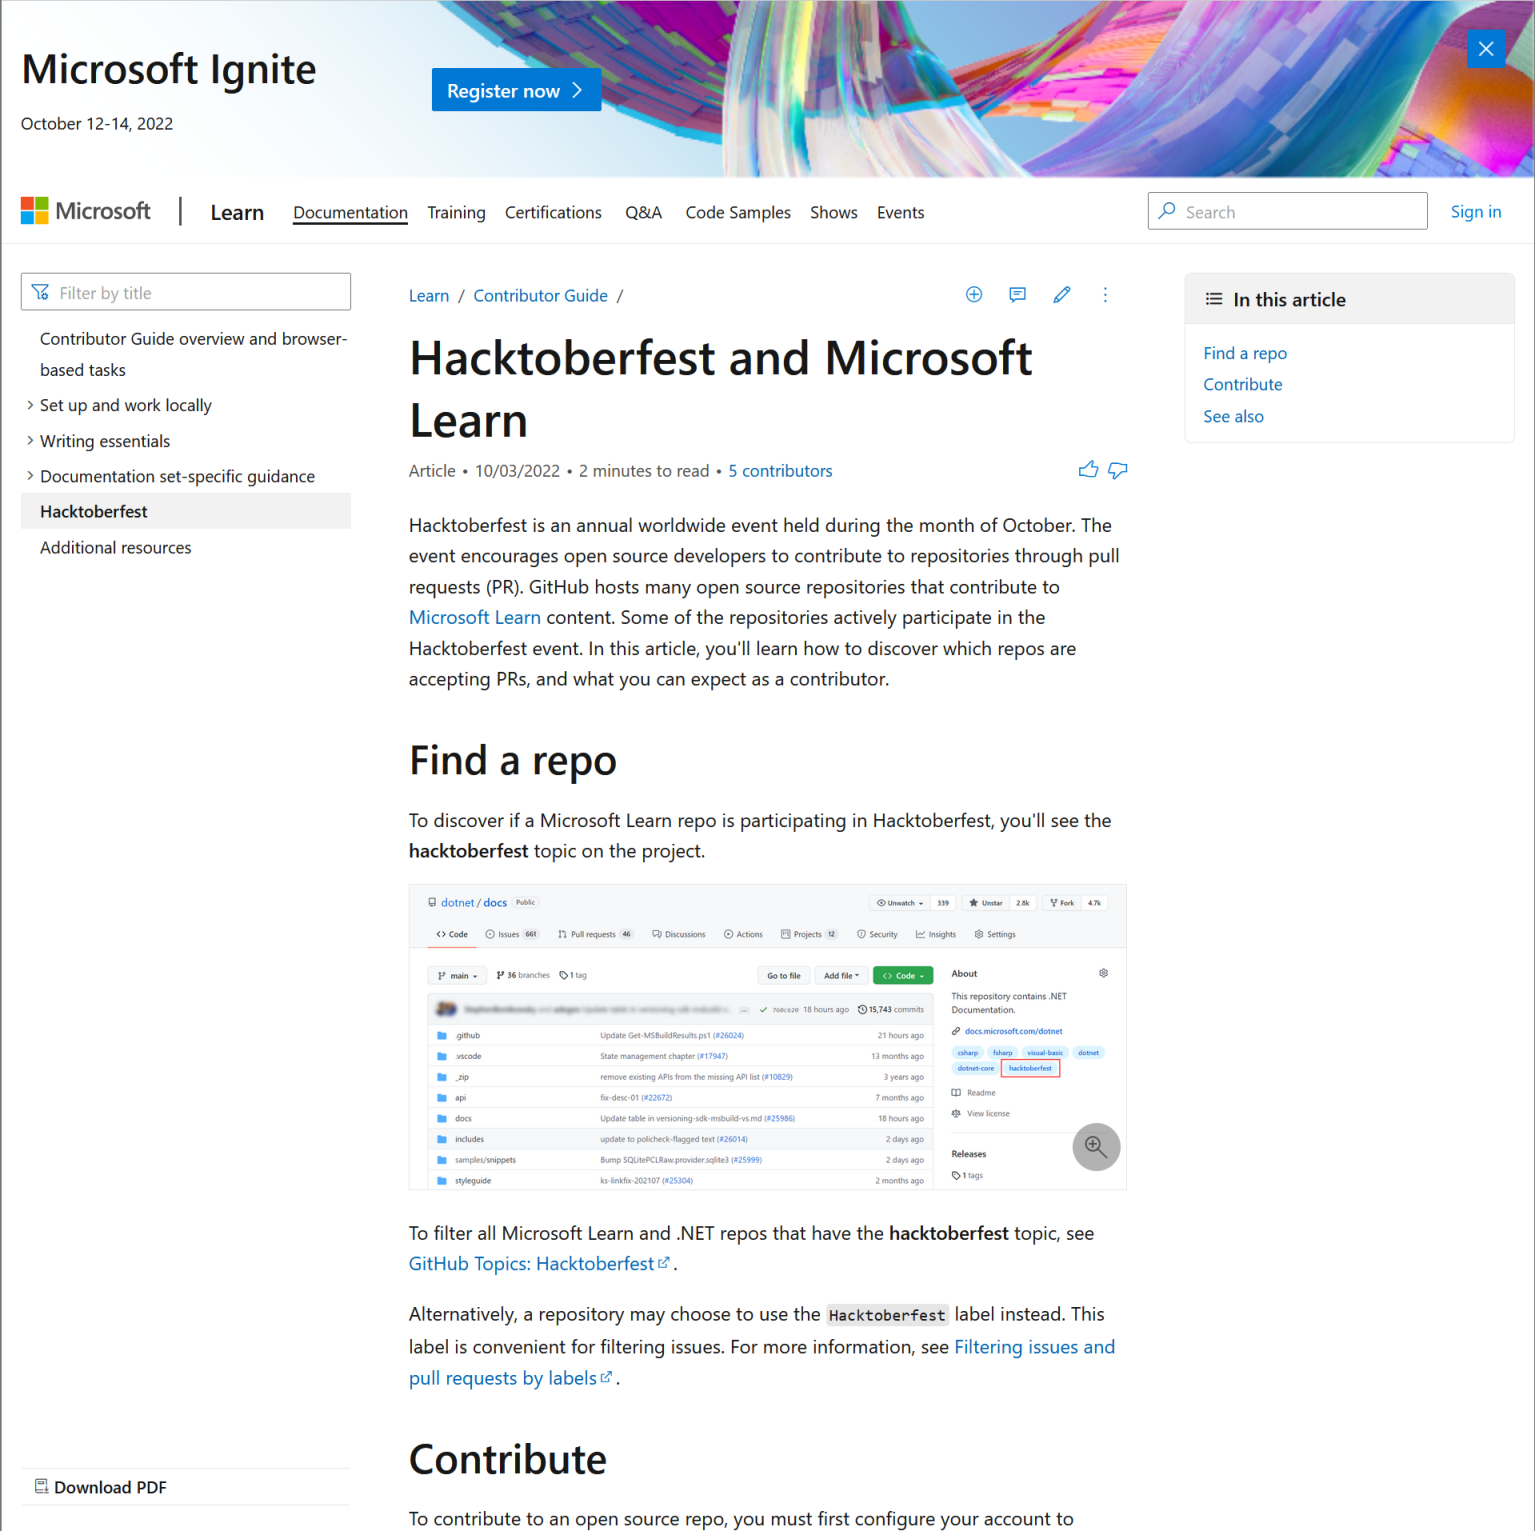 Microsoft Ignite
October 12-14, 2022
Register now
Microsoft
Learn
Documentation
Training
Certifications
Q&A
Code Samples
Shows
Events
Search
Sign in
Filter by title
Contributor Guide overview and browser-
based tasks
Set up and work locally
Writing essentials
Documentation set-specific guidance
Hacktoberfest
Additional resources
Download PDF
Learn / Contributor Guide /
Hacktoberfest and Microsoft
Learn
Article • 10/03/2022 • 2 minutes to read • 5 contributors
Hacktoberfest is an annual worldwide event held during the month of October. The
event encourages open source developers to contribute to repositories through pull
requests (PR). GitHub hosts many open source repositories that contribute to
Microsoft Learn content. Some of the repositories actively participate in the
Hacktoberfest event. In this article, you'll learn how to discover which repos are
accepting PRs, and what you can expect as a contributor.
Find a repo
To discover if a Microsoft Learn repo is participating in Hacktoberfest, you'll see the
hacktoberfest topic on the project.
dotnet / docs Public
Unwatch 339 Unstar 2.8k Fork 4.7k
Code Issues 661 Pull requests 46 Discussions Actions Projects 12 Security Insights Settings
main 36 branches 1 tag Go to file Add file Code
18 hours ago 15,743 commits
.github Update Get-MSBuildResults.ps1 (#26024) 21 hours ago
.vscode State management chapter (#17947) 13 months ago
_zip remove existing APIs from the missing API list (#10829) 3 years ago
api fix-desc-01 (#22672) 7 months ago
docs Update table in versioning-sdk-msbuild-vs.md (#25986) 18 hours ago
includes update to policheck-flagged text (#26014) 2 days ago
samples/snippets Bump SQLitePCLRaw.provider.sqlite3 (#25999) 2 days ago
styleguide ks-linkfix-202107 (#25304) 2 months ago
About
This repository contains .NET
Documentation.
docs.microsoft.com/dotnet
csharp fsharp visual-basic dotnet
dotnet-core hacktoberfest
Readme
View license
Releases
1 tags
To filter all Microsoft Learn and .NET repos that have the hacktoberfest topic, see
GitHub Topics: Hacktoberfest.
Alternatively, a repository may choose to use the Hacktoberfest label instead. This
label is convenient for filtering issues. For more information, see Filtering issues and
pull requests by labels.
Contribute
To contribute to an open source repo, you must first configure your account to
In this article
Find a repo
Contribute
See also